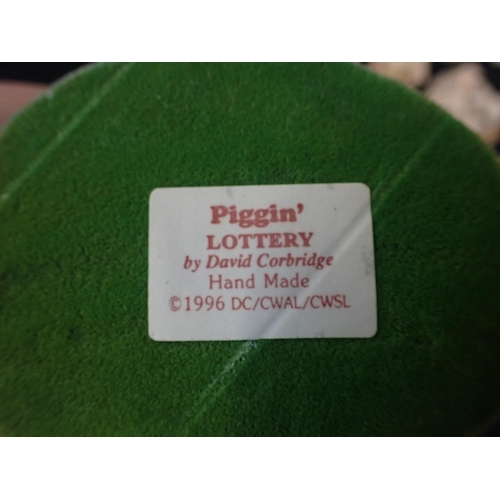 Piggin'
LOTTERY
by David Corbridge
Hand Made
©1996 DC/CWAL/CWSL